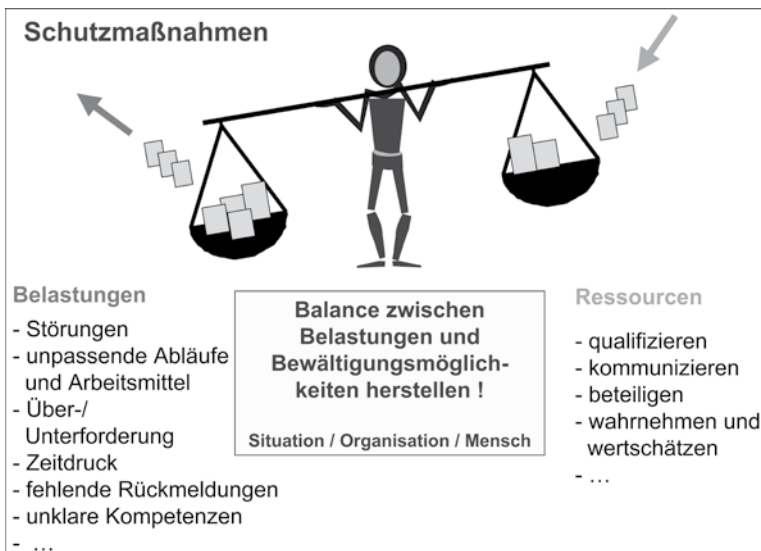 Schutzmaßnahmen
Belastungen
- Störungen
- unpassende Abläufe
und Arbeitsmittel
- Über-/
Unterforderung
- Zeitdruck
- fehlende Rückmeldungen
- unklare Kompetenzen
- ...
Balance zwischen
Belastungen und
Bewältigungsmöglich-
keiten herstellen !
Situation / Organisation / Mensch
Ressourcen
- qualifizieren
- kommunizieren
- beteiligen
- wahrnehmen und
wertschätzen
- ...